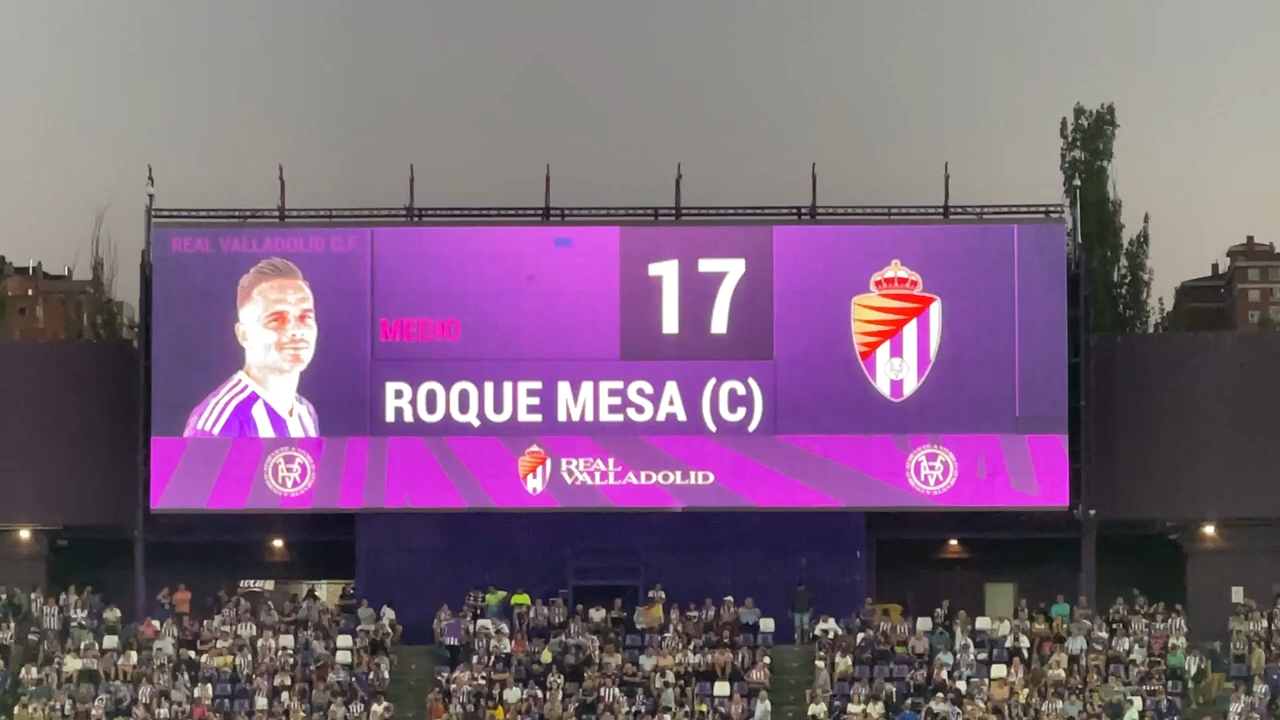 REAL VALLADOLID C.F.
17
MEDIO
ROQUE MESA (C)
REAL
VALLADOLID